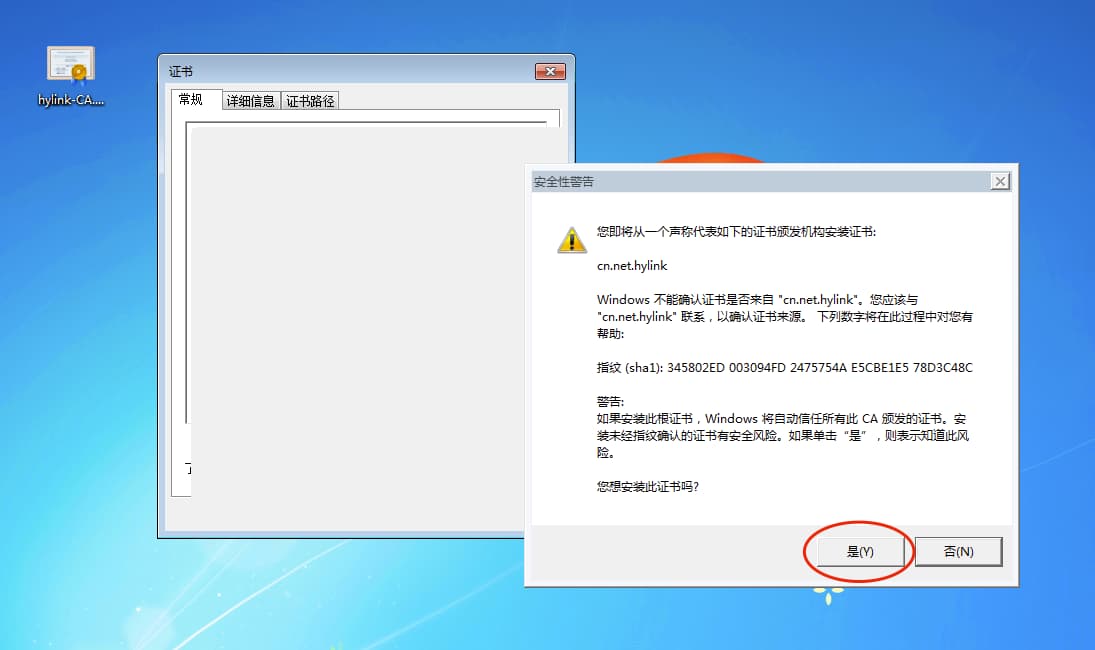 hylink-CA....
证书
常规
详细信息
证书路径
安全性警告
您即将从一个声称代表如下的证书颁发机构安装证书:
cn.net.hylink
Windows 不能确认证书是否来自 "cn.net.hylink"。您应该与
"cn.net.hylink" 联系，以确认证书来源。 下列数字将在此过程中对您有
帮助:
指纹 (sha1): 345802ED 003094FD 2475754A E5CBE1E5 78D3C48C
警告:
如果安装此根证书，Windows 将自动信任所有此 CA 颁发的证书。安
装未经指纹确认的证书有安全风险。如果单击“是”，则表示知道此风
险。
您想安装此证书吗?
是(Y)
否(N)